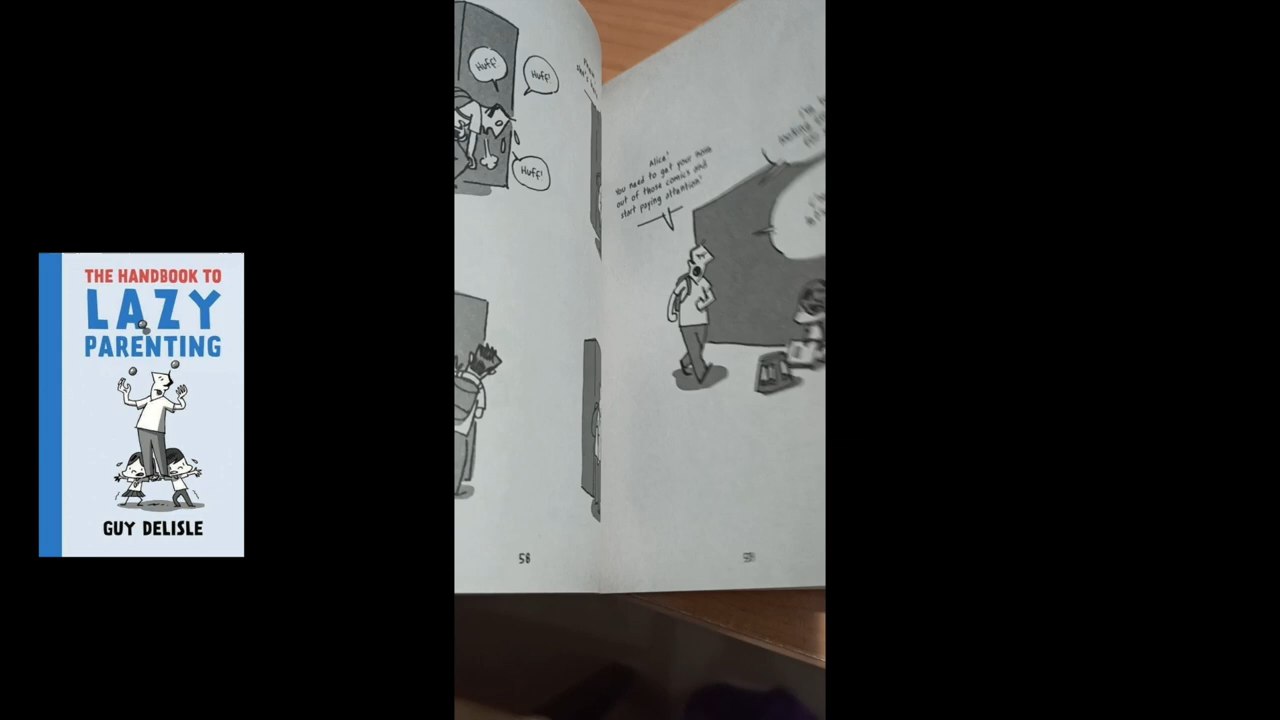 THE HANDBOOK TO
LAZY
PARENTING
GUY DELISLE
Huff!
Huff!
Huff!
58
Alice!
You need to get your nose
out of those comics and
start paying attention!
59